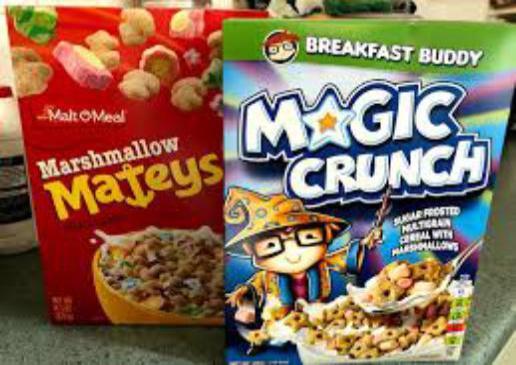 Malt O Meal
Marshmallow
Mateys
BREAKFAST BUDDY
MAGIC
CRUNCH
SUGAR FROSTED
MULTIGRAIN
CEREAL WITH
MARSHMALLOWS